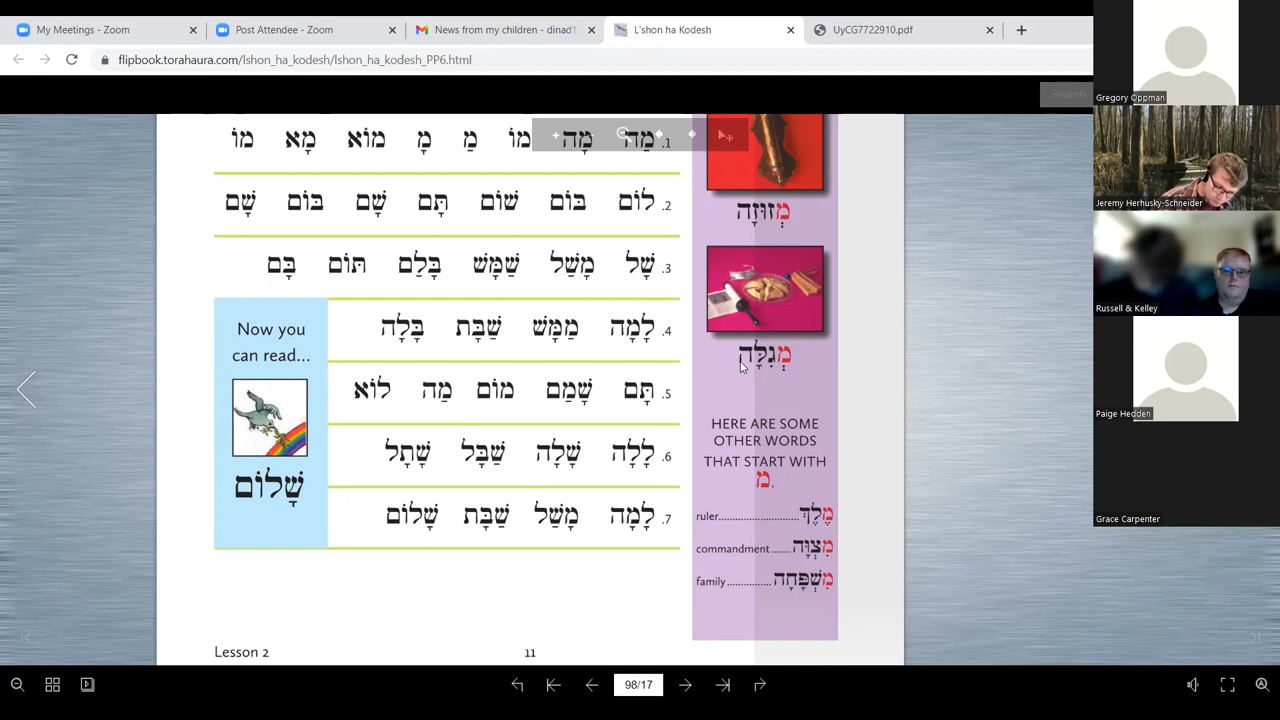 My Meetings - Zoom
Post Attendee - Zoom
News from my children - dinad1
L'shon ha Kodesh
UyCG7722910.pdf
flipbook.torahaura.com/lshon_ha_kodesh/lshon_ha_kodesh_PP6.html
Search
Gregory Oppman
Jeremy Herhusky-Schneider
Russell & Kelley
Paige Hedden
Grace Carpenter
1. מַה מָה מוֹ מַ מָ מוֹא מָא מוֹ
2. לוֹם בּוֹם שׁוֹם תָּם שָׁם בּוֹם שָׁם
3. שָׁל מָשָׁל שַׁמָּשׁ בָּלַם תּוֹם בָּם
4. לָמָה מַמָּשׁ שַׁבָּת בָּלָה
5. תָּם שָׁמַם מוֹם מַה לוֹא
6. לָלָה שָׁלָה שַׁבָּל שָׁתָל
7. לָמָה מָשָׁל שַׁבָּת שָׁלוֹם
Now you
can read...
שָׁלוֹם
מְזוּזָה
מְגִלָּה
HERE ARE SOME
OTHER WORDS
THAT START WITH
מ.
ruler....................מֶלֶךְ
commandment.......מִצְוָה
family................מִשְׁפָּחָה
Lesson 2
11
98/17